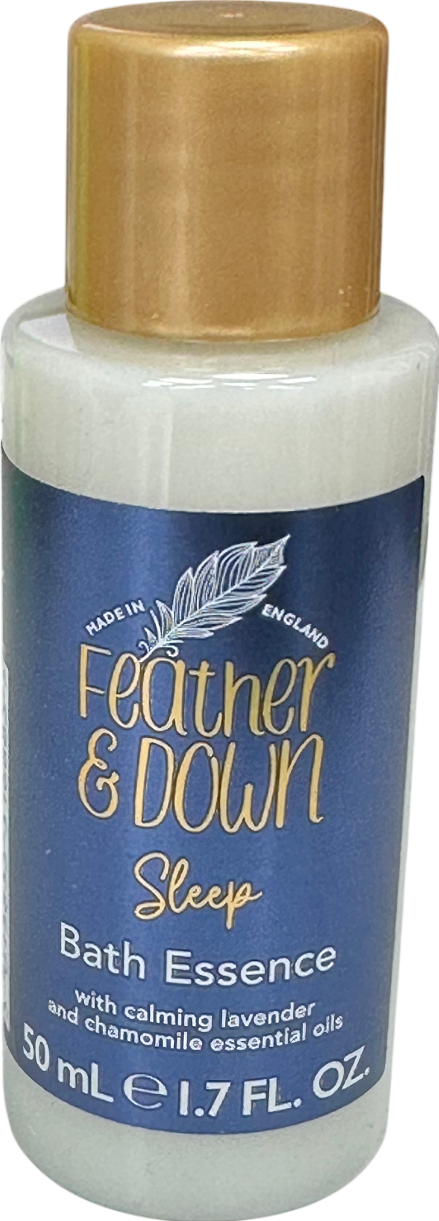 MADE IN ENGLAND
Feather
& DOWN
Sleep
Bath Essence
with calming lavender
and chamomile essential oils
50 mL ℮ 1.7 FL. OZ.